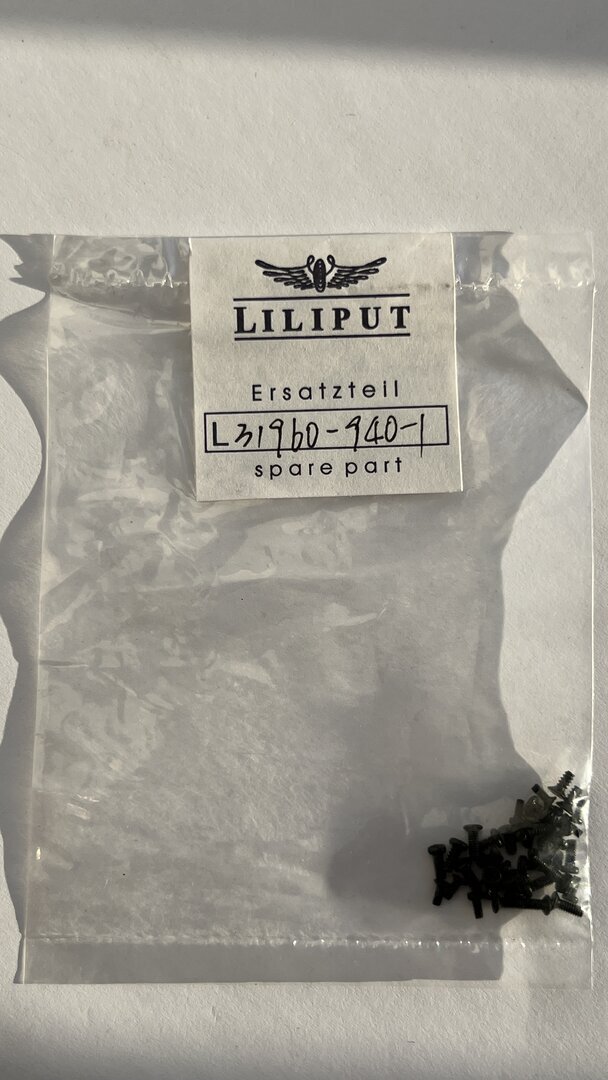 LILIPUT
Ersatzteil
L31960-940-1
spare part